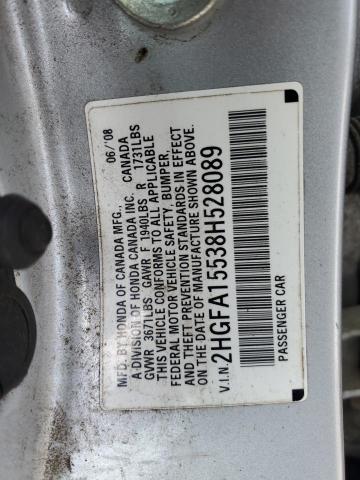 MFD. BY HONDA OF CANADA MFG. 06/'08
A-DIVISION OF HONDA CANADA INC. CANADA
GVWR 3671LBS GAWR F 1940LBS R 1731LBS
THIS VEHICLE CONFORMS TO ALL APPLICABLE
FEDERAL MOTOR VEHICLE SAFETY, BUMPER,
AND THEFT PREVENTION STANDARDS IN EFFECT
ON THE DATE OF MANUFACTURE SHOWN ABOVE.
V.I.N. 2HGFA15538H528089
PASSENGER CAR